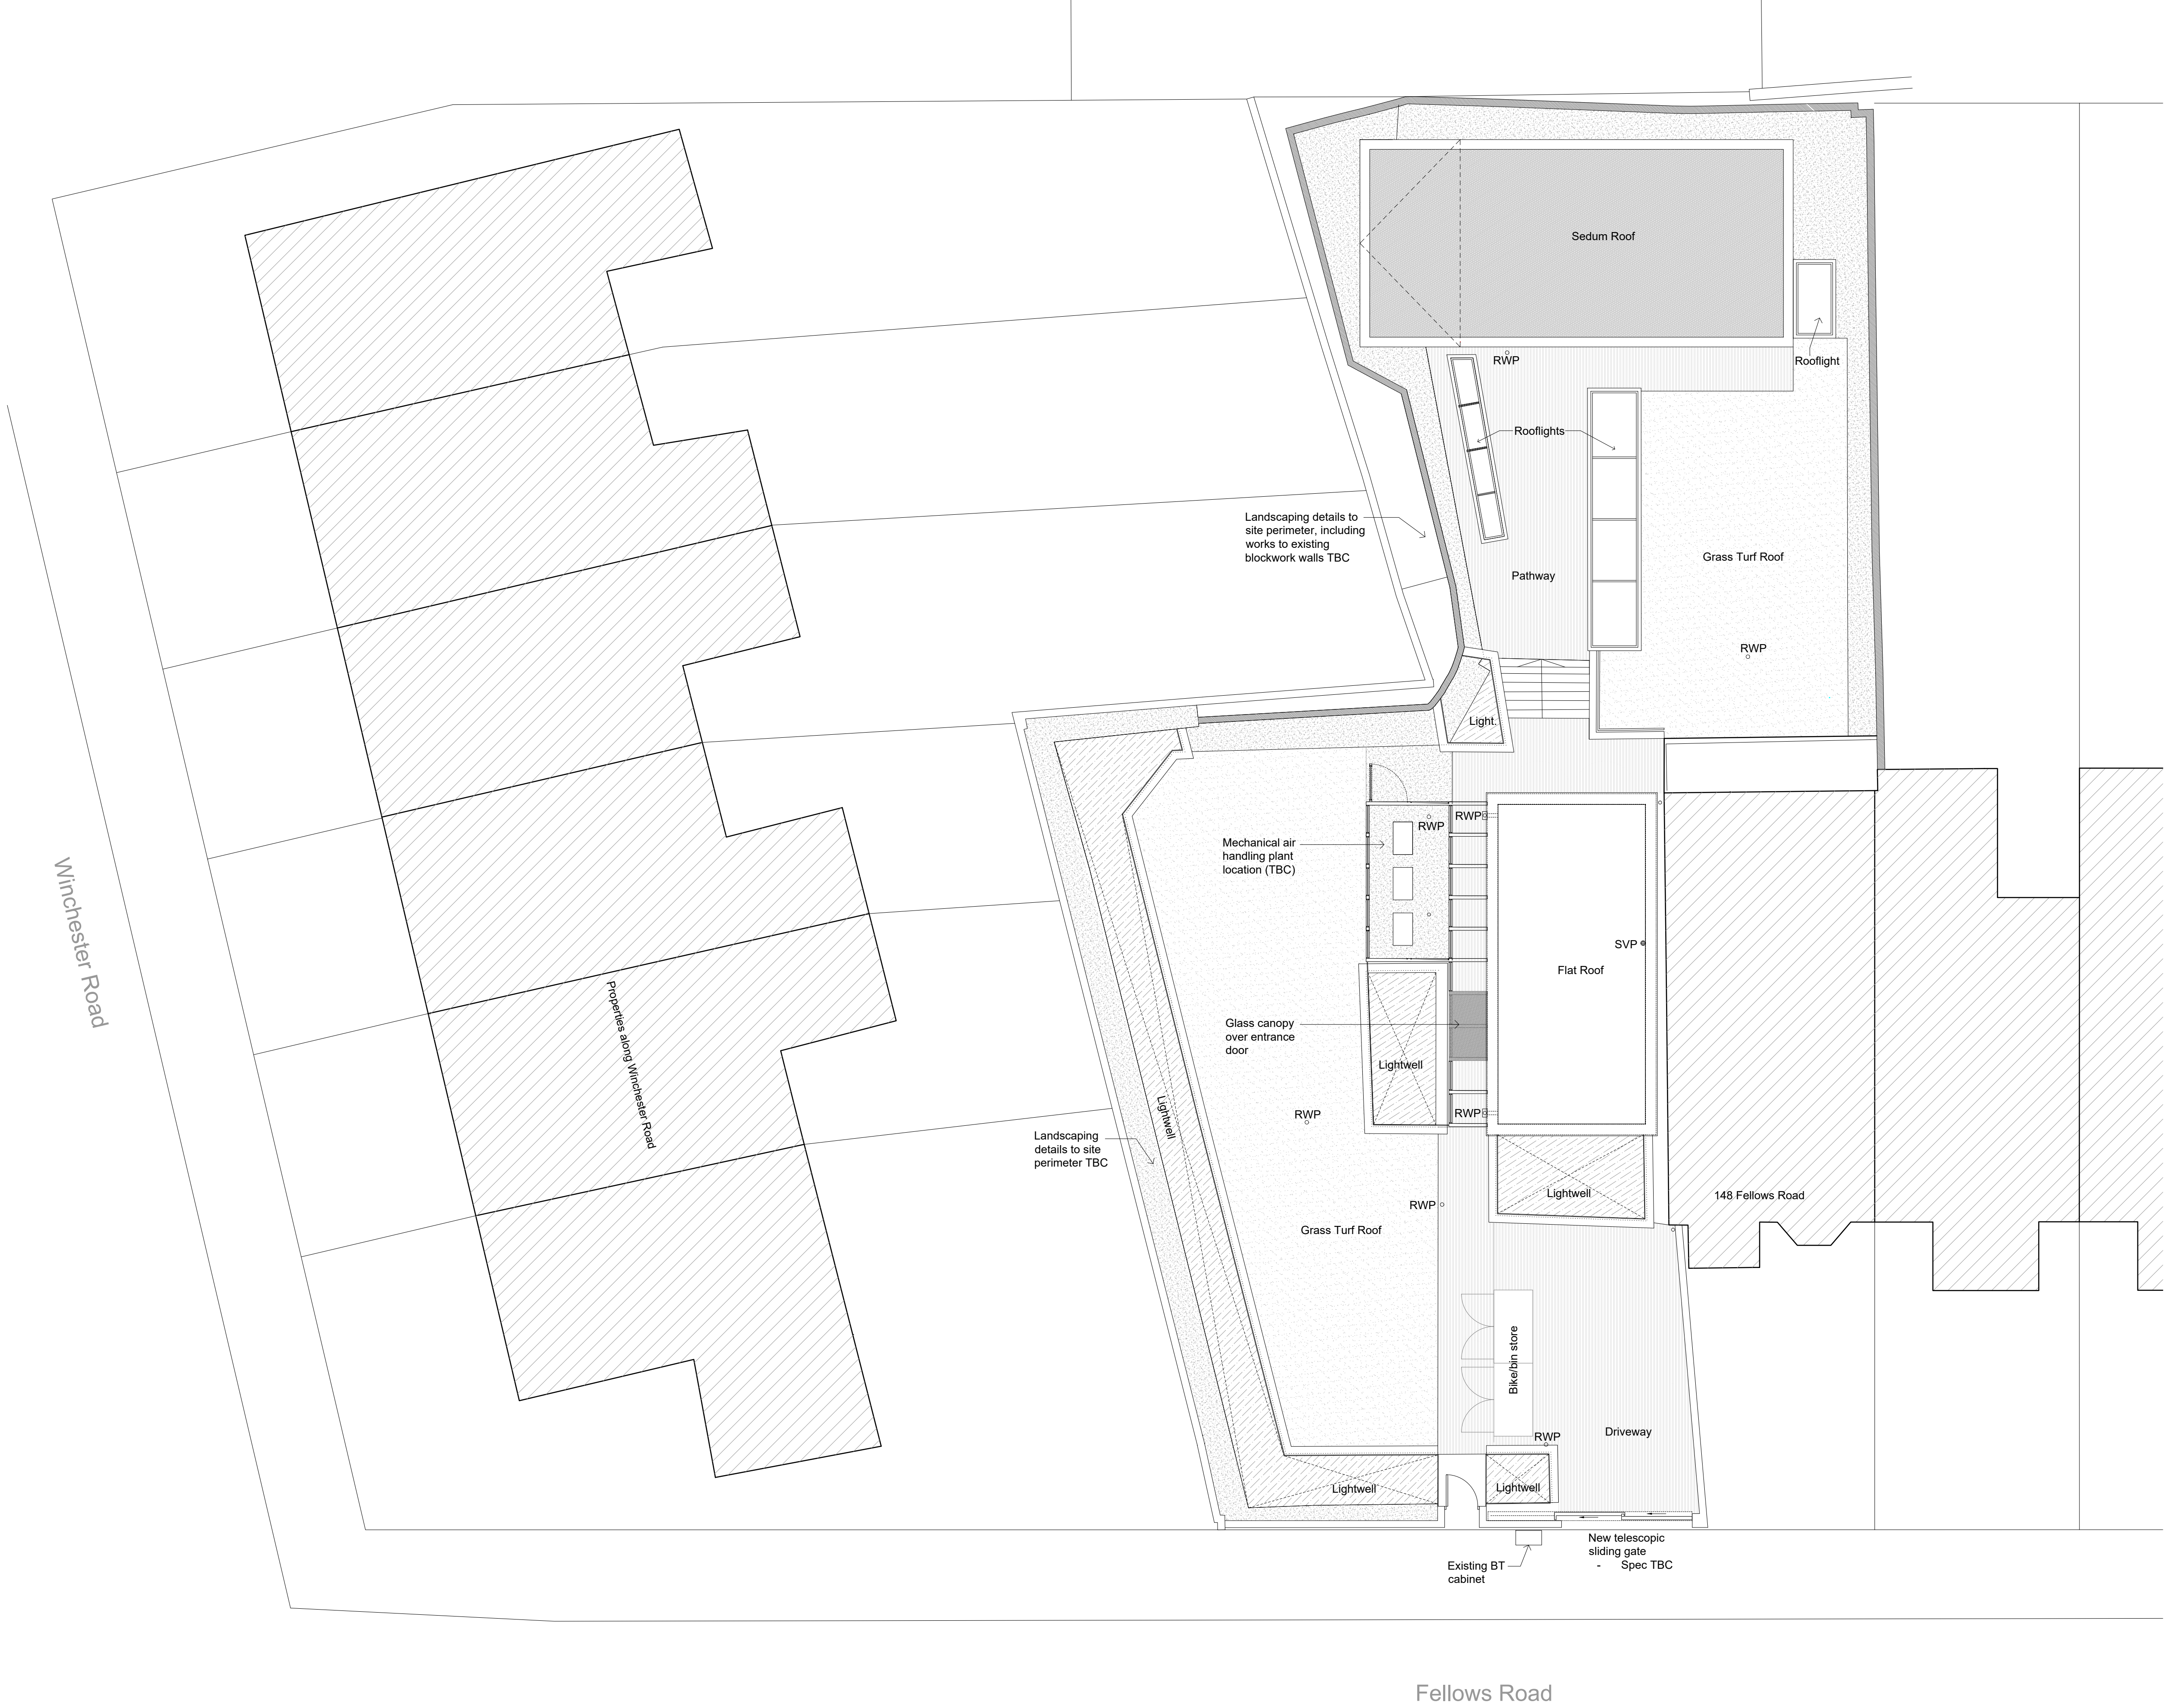 Sedum Roof
RWP
Rooflight
Rooflights
Landscaping details to
site perimeter, including
works to existing
blockwork walls TBC
Grass Turf Roof
Pathway
RWP
Light.
Mechanical air
handling plant
location (TBC)
RWP
RWP
SVP
Flat Roof
Glass canopy
over entrance
door
Lightwell
Winchester Road
Properties along Winchester Road
Lightwell
RWP
RWP
Landscaping
details to site
perimeter TBC
Lightwell
148 Fellows Road
RWP
Grass Turf Roof
Bike/bin store
Driveway
RWP
Lightwell
Lightwell
New telescopic
sliding gate
- Spec TBC
Existing BT
cabinet
Fellows Road